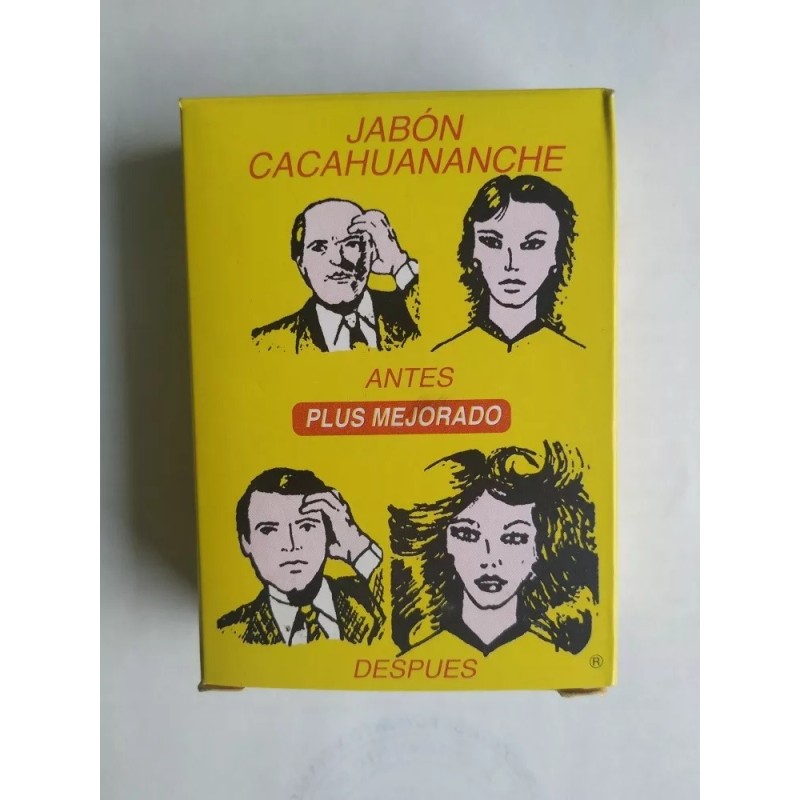 JABÓN
CACAHUANANCHE
ANTES
PLUS MEJORADO
DESPUES
®